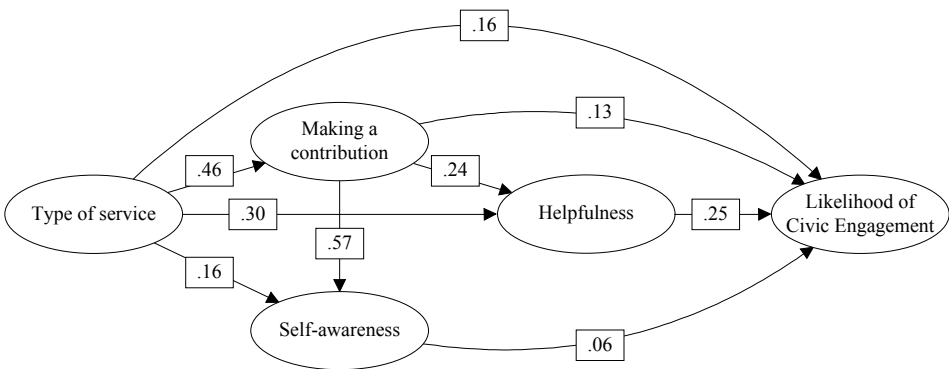 .16
Making a
contribution
.13
.46
.24
Type of service
.30
Helpfulness
.25
Likelihood of
Civic Engagement
.57
.16
Self-awareness
.06